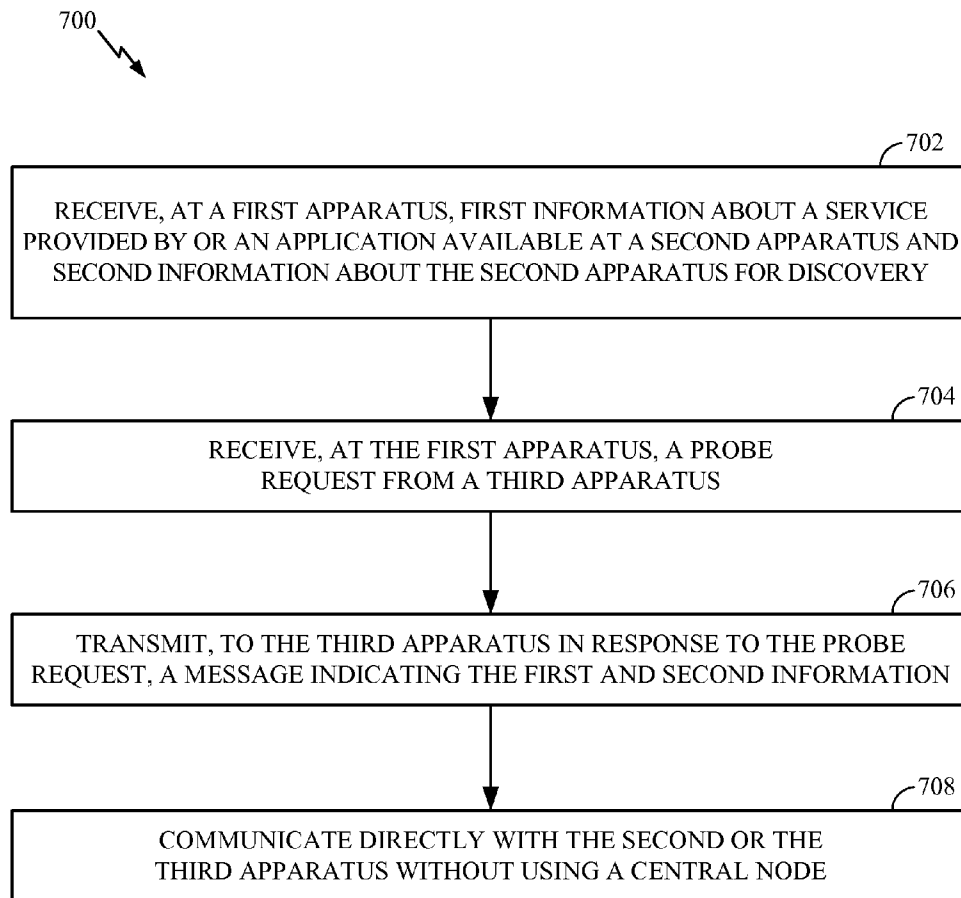 700
702
RECEIVE, AT A FIRST APPARATUS, FIRST INFORMATION ABOUT A SERVICE
PROVIDED BY OR AN APPLICATION AVAILABLE AT A SECOND APPARATUS AND
SECOND INFORMATION ABOUT THE SECOND APPARATUS FOR DISCOVERY
704
RECEIVE, AT THE FIRST APPARATUS, A PROBE
REQUEST FROM A THIRD APPARATUS
706
TRANSMIT, TO THE THIRD APPARATUS IN RESPONSE TO THE PROBE
REQUEST, A MESSAGE INDICATING THE FIRST AND SECOND INFORMATION
708
COMMUNICATE DIRECTLY WITH THE SECOND OR THE
THIRD APPARATUS WITHOUT USING A CENTRAL NODE